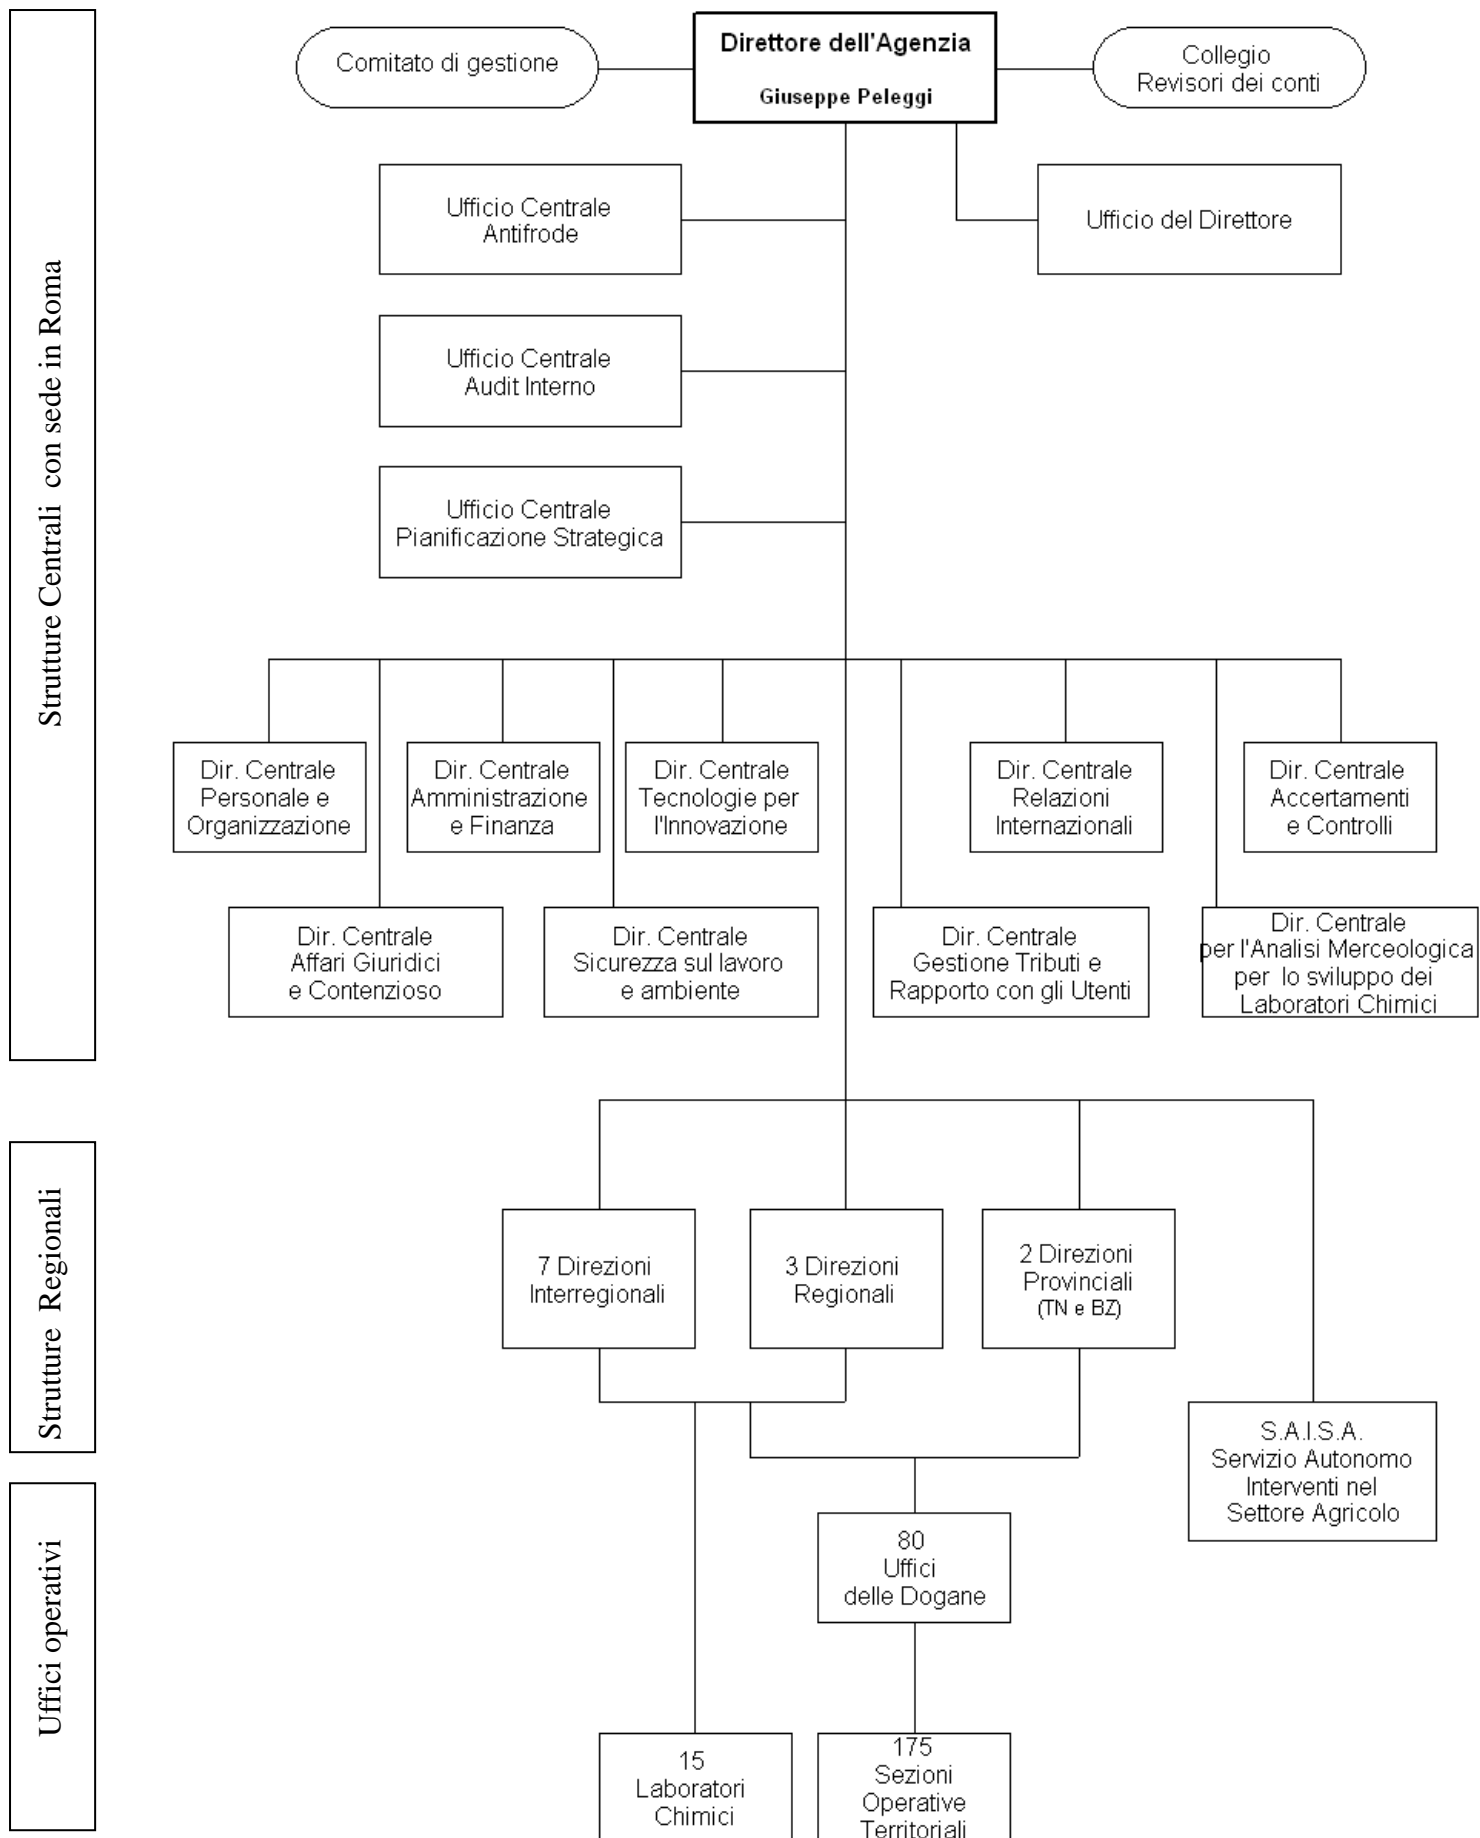 Strutture Centrali con sede in Roma
Comitato di gestione
Direttore dell'Agenzia
Giuseppe Peleggi
Collegio
Revisori dei conti
Ufficio Centrale
Antifrode
Ufficio del Direttore
Ufficio Centrale
Audit Interno
Ufficio Centrale
Pianificazione Strategica
Dir. Centrale
Personale e
Organizzazione
Dir. Centrale
Amministrazione
e Finanza
Dir. Centrale
Tecnologie per
l'Innovazione
Dir. Centrale
Relazioni
Internazionali
Dir. Centrale
Accertamenti
e Controlli
Dir. Centrale
Affari Giuridici
e Contenzioso
Dir. Centrale
Sicurezza sul lavoro
e ambiente
Dir. Centrale
Gestione Tributi e
Rapporto con gli Utenti
Dir. Centrale
per l'Analisi Merceologica
per lo sviluppo dei
Laboratori Chimici
Strutture Regionali
7 Direzioni
Interregionali
3 Direzioni
Regionali
2 Direzioni
Provinciali
(TN e BZ)
S.A.I.S.A.
Servizio Autonomo
Interventi nel
Settore Agricolo
Uffici operativi
80
Uffici
delle Dogane
15
Laboratori
Chimici
175
Sezioni
Operative
Territoriali